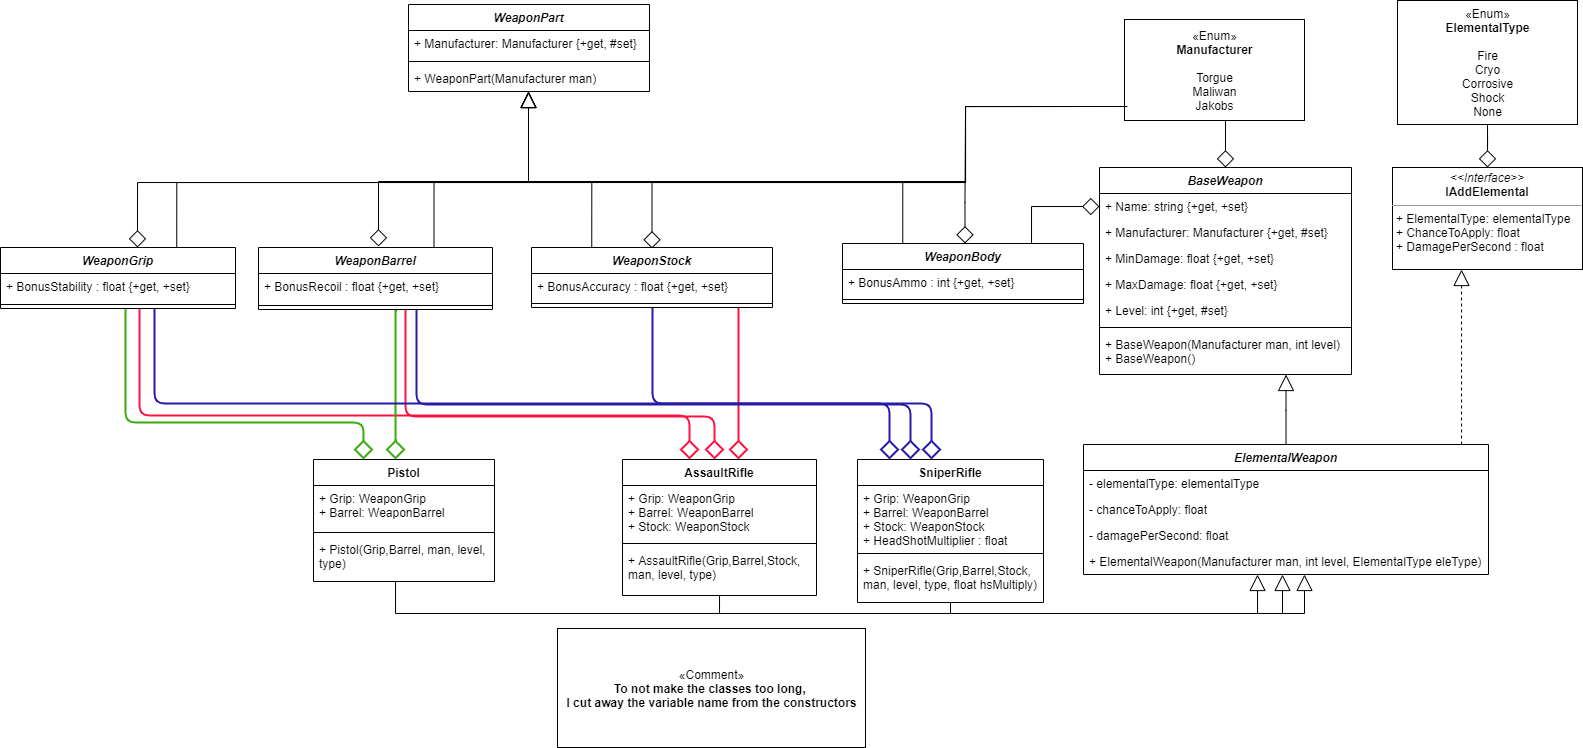 WeaponPart
+ Manufacturer: Manufacturer {+get, #set}
+ WeaponPart(Manufacturer man)
«Enum»
Manufacturer
Torgue
Maliwan
Jakobs
«Enum»
ElementalType
Fire
Cryo
Corrosive
Shock
None
WeaponGrip
+ BonusStability : float {+get, +set}
WeaponBarrel
+ BonusRecoil : float {+get, +set}
WeaponStock
+ BonusAccuracy : float {+get, +set}
WeaponBody
+ BonusAmmo : int {+get, +set}
BaseWeapon
+ Name: string {+get, +set}
+ Manufacturer: Manufacturer {+get, #set}
+ MinDamage: float {+get, +set}
+ MaxDamage: float {+get, +set}
+ Level: int {+get, #set}
+ BaseWeapon(Manufacturer man, int level)
+ BaseWeapon()
<<Interface>>
IAddElemental
+ ElementalType: elementalType
+ ChanceToApply: float
+ DamagePerSecond : float
Pistol
+ Grip: WeaponGrip
+ Barrel: WeaponBarrel
+ Pistol(Grip,Barrel, man, level,
type)
AssaultRifle
+ Grip: WeaponGrip
+ Barrel: WeaponBarrel
+ Stock: WeaponStock
+ AssaultRifle(Grip,Barrel,Stock,
man, level, type)
SniperRifle
+ Grip: WeaponGrip
+ Barrel: WeaponBarrel
+ Stock: WeaponStock
+ HeadShotMultiplier : float
+ SniperRifle(Grip,Barrel,Stock,
man, level, type, float hsMultiply)
ElementalWeapon
- elementalType: elementalType
- chanceToApply: float
- damagePerSecond: float
+ ElementalWeapon(Manufacturer man, int level, ElementalType eleType)
«Comment»
To not make the classes too long,
I cut away the variable name from the constructors